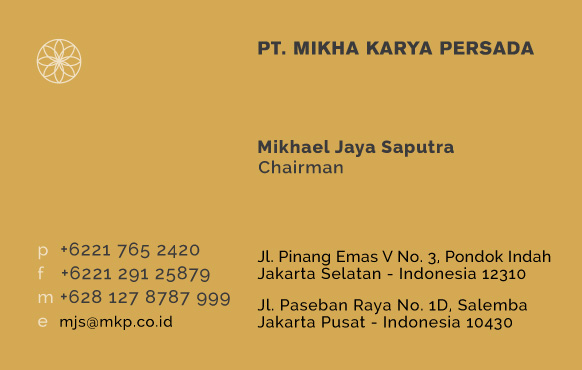 PT. MIKHA KARYA PERSADA
Mikhael Jaya Saputra
Chairman
p +6221 765 2420
f +6221 291 25879
m +628 127 8787 999
e mjs@mkp.co.id
Jl. Pinang Emas V No. 3, Pondok Indah
Jakarta Selatan - Indonesia 12310
Jl. Paseban Raya No. 1D, Salemba
Jakarta Pusat - Indonesia 10430